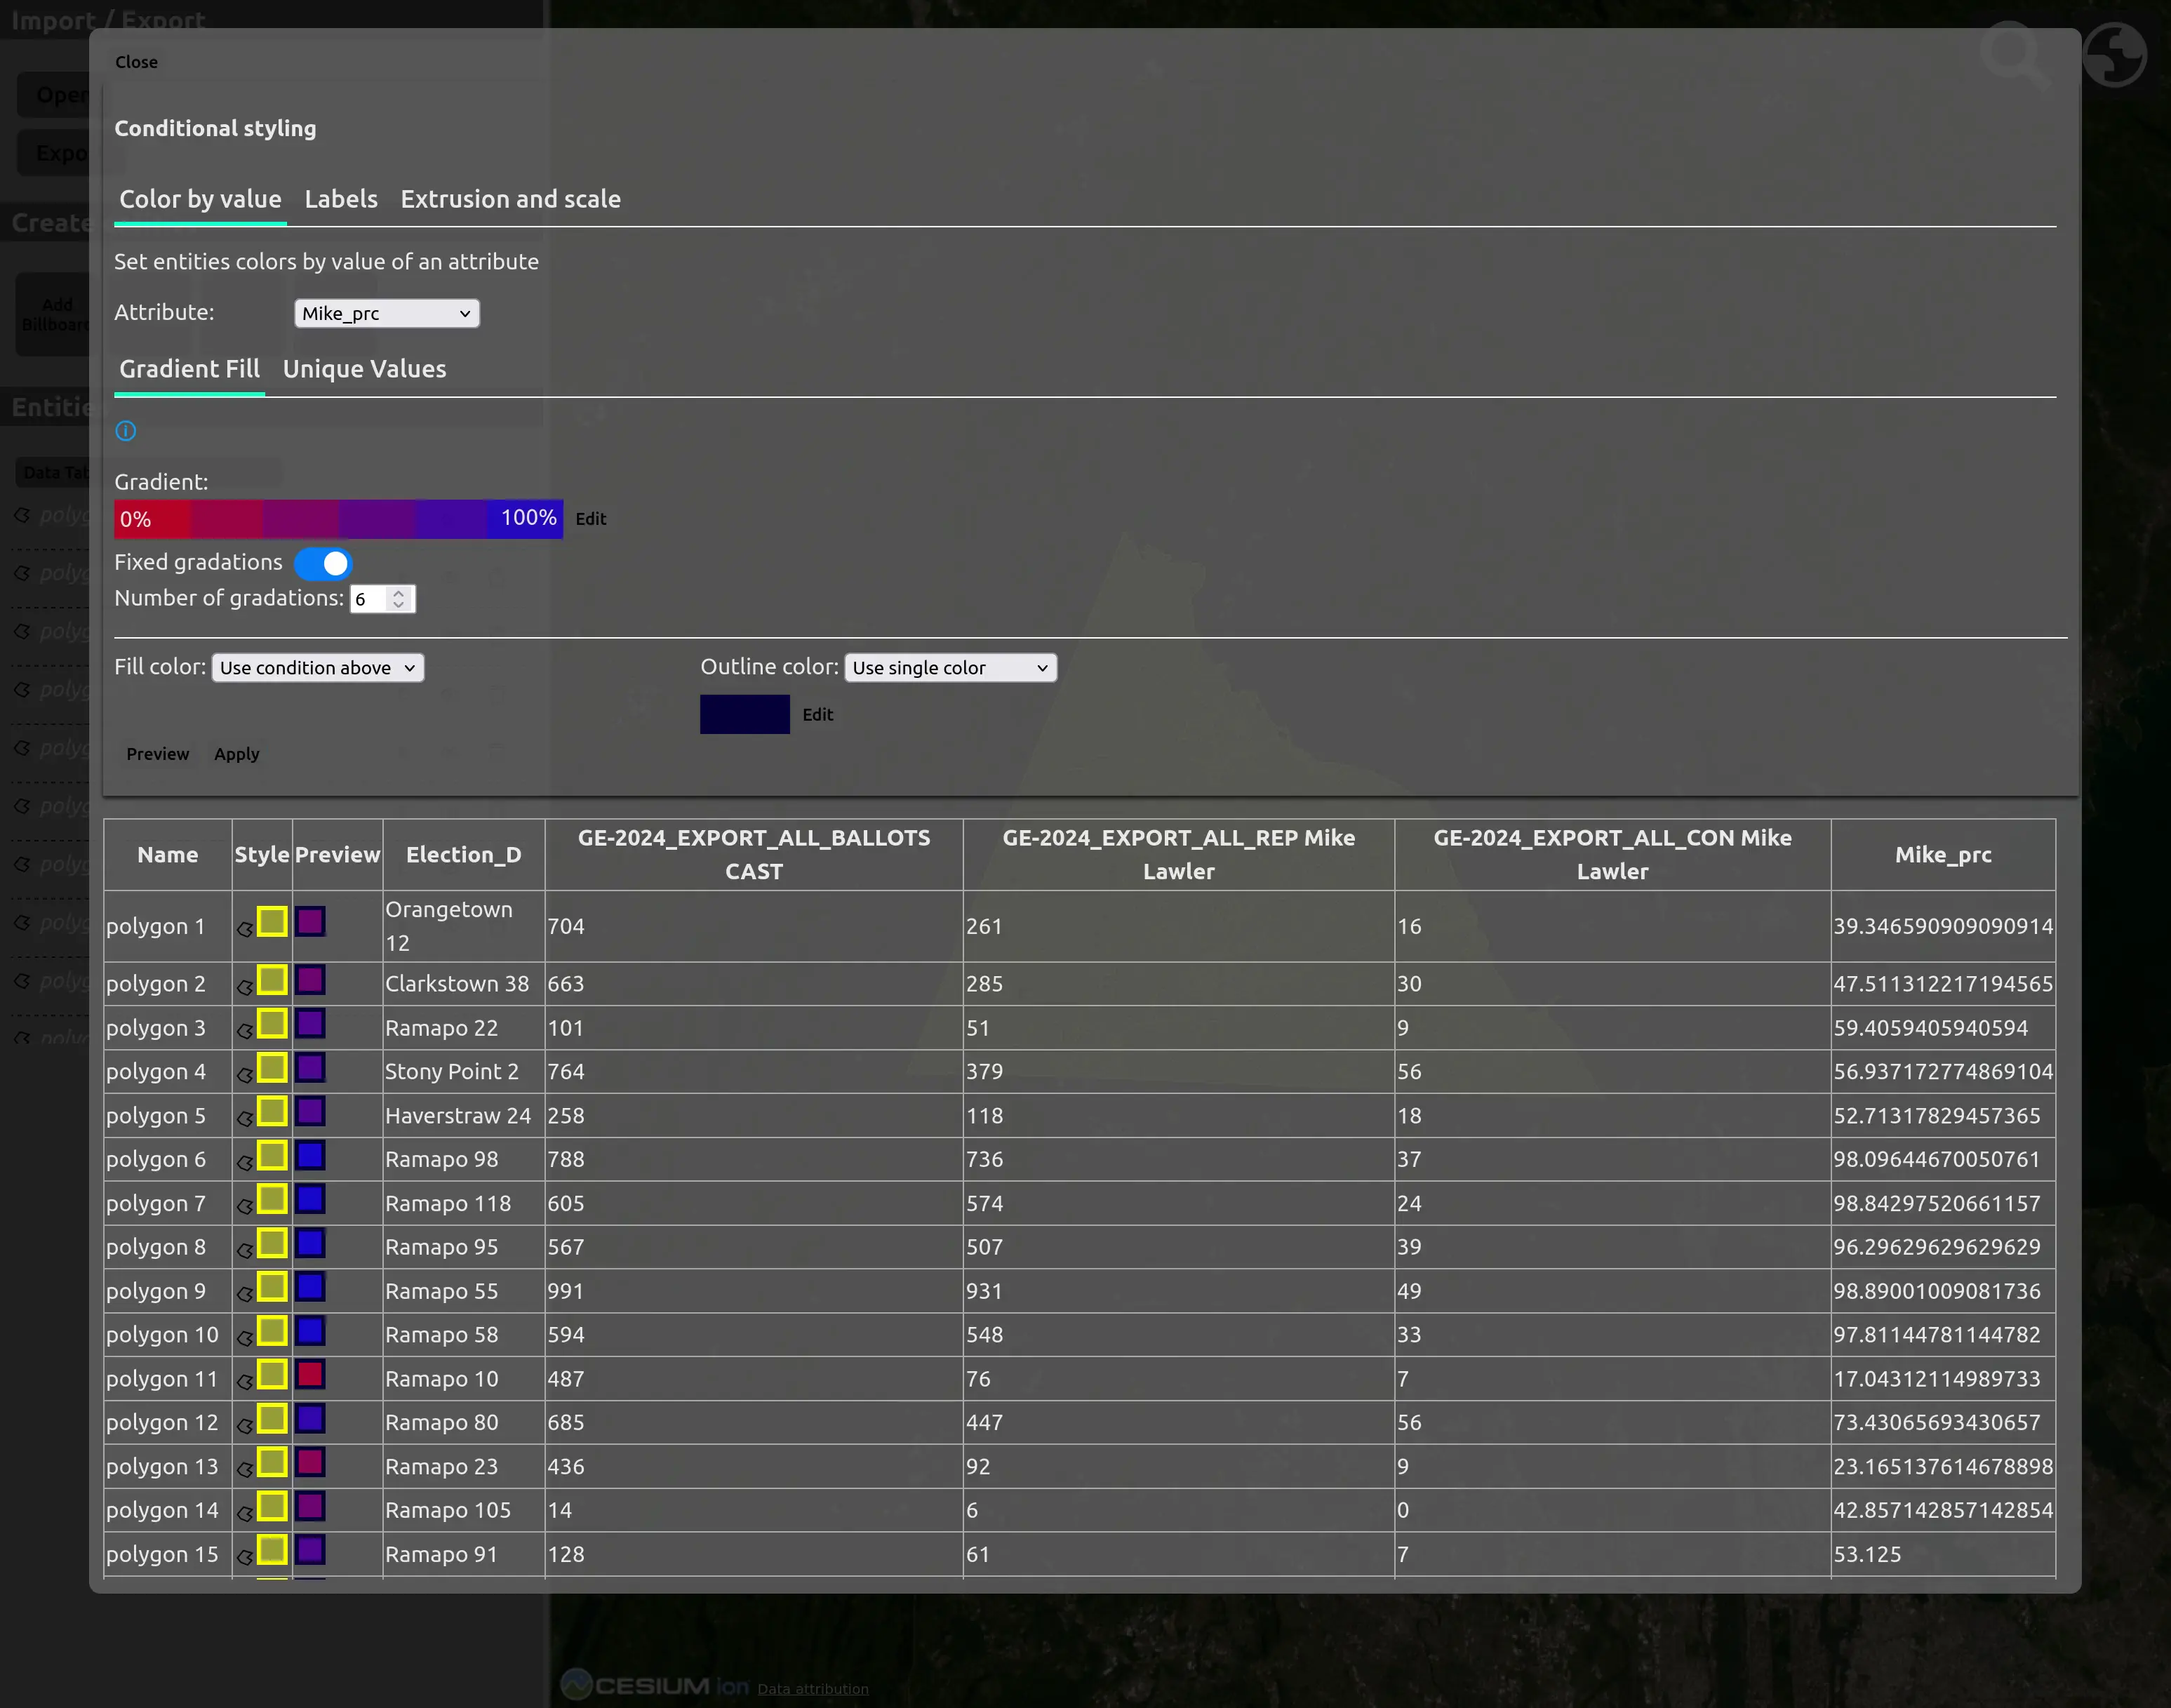 Import / Export
Close
Open
Expo
Conditional styling
Color by value Labels Extrusion and scale
Create
Set entities colors by value of an attribute
Add
Billboard
Attribute: Mike_prc
Gradient Fill Unique Values
Entitie
Data Tab
Gradient:
0% 100% Edit
Fixed gradations
Number of gradations: 6
Fill color: Use condition above Outline color: Use single color
Edit
Preview Apply
Name Style Preview Election_D GE-2024_EXPORT_ALL_BALLOTS CAST GE-2024_EXPORT_ALL_REP Mike Lawler GE-2024_EXPORT_ALL_CON Mike Lawler Mike_prc
polygon 1 Orangetown 12 704 261 16 39.346590909090914
polygon 2 Clarkstown 38 663 285 30 47.511312217194565
polygon 3 Ramapo 22 101 51 9 59.4059405940594
polygon 4 Stony Point 2 764 379 56 56.937172774869104
polygon 5 Haverstraw 24 258 118 18 52.71317829457365
polygon 6 Ramapo 98 788 736 37 98.09644670050761
polygon 7 Ramapo 118 605 574 24 98.84297520661157
polygon 8 Ramapo 95 567 507 39 96.29629629629629
polygon 9 Ramapo 55 991 931 49 98.89001009081736
polygon 10 Ramapo 58 594 548 33 97.81144781144782
polygon 11 Ramapo 10 487 76 7 17.04312114989733
polygon 12 Ramapo 80 685 447 56 73.43065693430657
polygon 13 Ramapo 23 436 92 9 23.165137614678898
polygon 14 Ramapo 105 14 6 0 42.857142857142854
polygon 15 Ramapo 91 128 61 7 53.125
CESIUM ion Data attribution